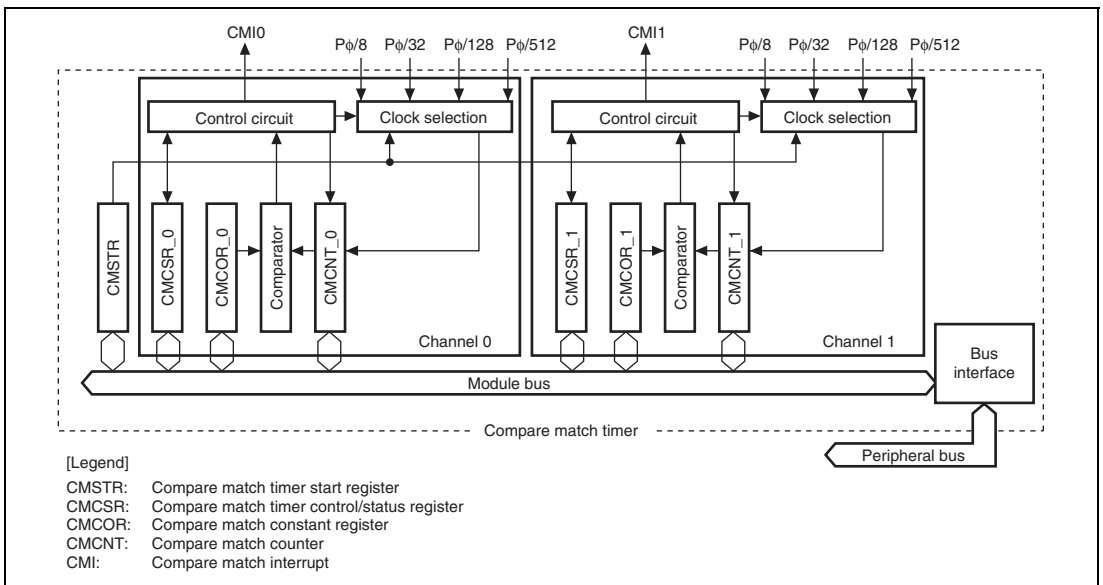 CMI0 Pφ/8 Pφ/32 Pφ/128 Pφ/512 CMI1 Pφ/8 Pφ/32 Pφ/128 Pφ/512
Control circuit Clock selection Control circuit Clock selection
CMSTR CMCSR_0 CMCOR_0 Comparator CMCNT_0 CMCSR_1 CMCOR_1 Comparator CMCNT_1
Channel 0 Channel 1
Bus
interface
Module bus
Compare match timer
Peripheral bus
[Legend]
CMSTR: Compare match timer start register
CMCSR: Compare match timer control/status register
CMCOR: Compare match constant register
CMCNT: Compare match counter
CMI: Compare match interrupt